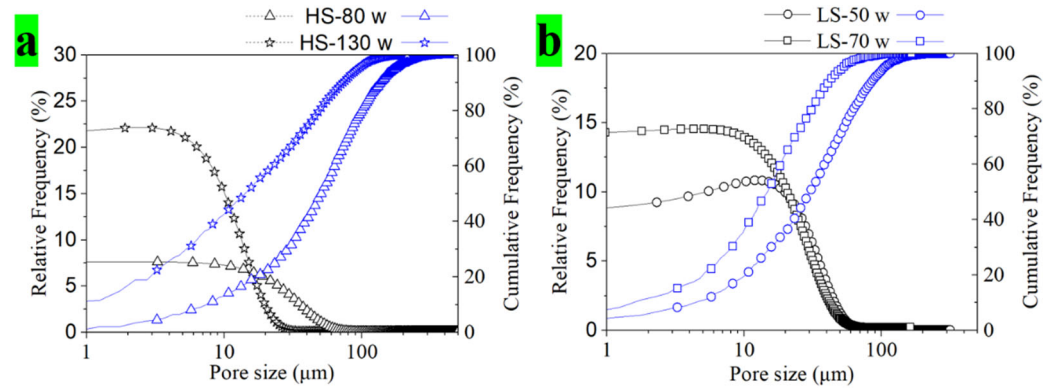 a
HS-80 w
HS-130 w
30
25
20
15
10
5
0
Relative Frequency (%)
100
80
60
40
20
0
Cumulative Frequency (%)
1 10 100
Pore size (μm)
b
LS-50 w
LS-70 w
20
15
10
5
0
Relative Frequency (%)
100
80
60
40
20
0
Cumulative Frequency (%)
1 10 100
Pore size (μm)